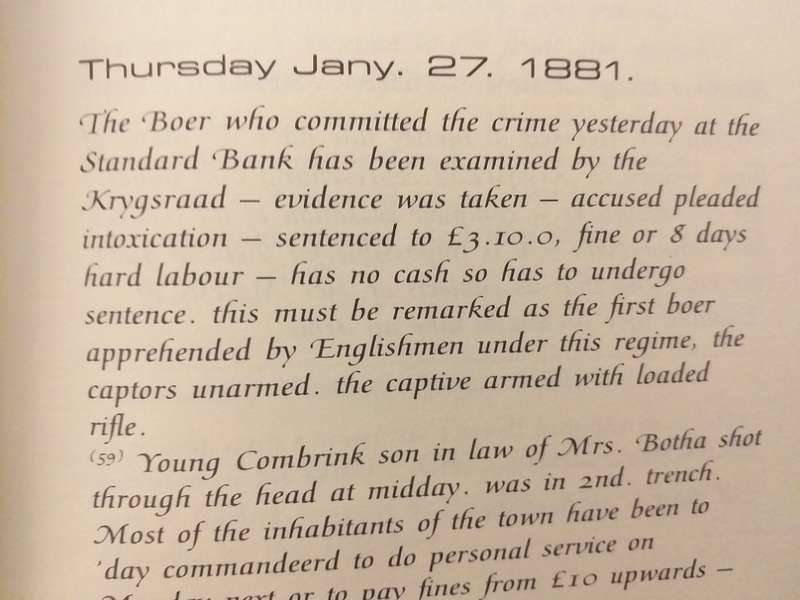 Thursday Jany. 27. 1881.
The Boer who committed the crime yesterday at the
Standard Bank has been examined by the
Krygsraad — evidence was taken — accused pleaded
intoxication — sentenced to £3.10.0, fine or 8 days
hard labour — has no cash so has to undergo
sentence. this must be remarked as the first boer
apprehended by Englishmen under this regime, the
captors unarmed. the captive armed with loaded
rifle.
(59) Young Combrink son in law of Mrs. Botha shot
through the head at midday. was in 2nd. trench.
Most of the inhabitants of the town have been to
'day commandeerd to do personal service on
next or to pay fines from £10 upwards —